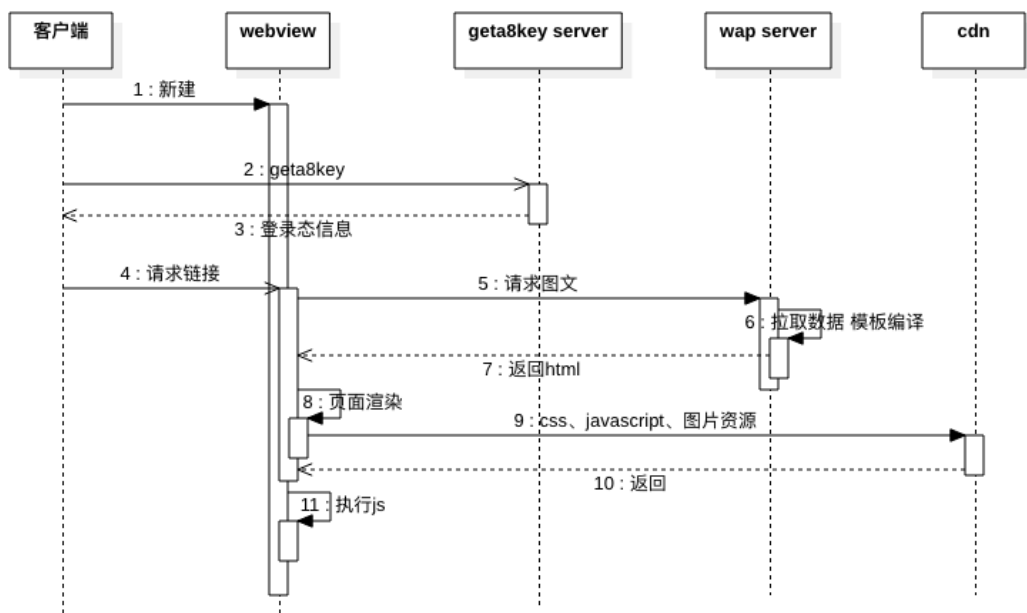 客户端
webview
geta8key server
wap server
cdn
1 : 新建
2 : geta8key
3 : 登录态信息
4 : 请求链接
5 : 请求图文
6 : 拉取数据 模板编译
7 : 返回html
8 : 页面渲染
9 : css、javascript、图片资源
10 : 返回
11 : 执行js